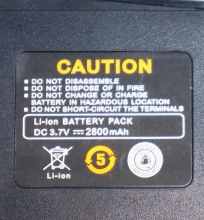 CAUTION
▪ DO NOT DISASSEMBLE
▪ DO NOT DISPOSE OF IN FIRE
▪ DO NOT CHANGE OR CHARGE
BATTERY IN HAZARDOUS LOCATION
▪ DO NOT SHORT-CIRCUIT THE TERMINALS
Li-ion BATTERY PACK
DC 3.7V ⎓ 2800mAh
5
Li-ion